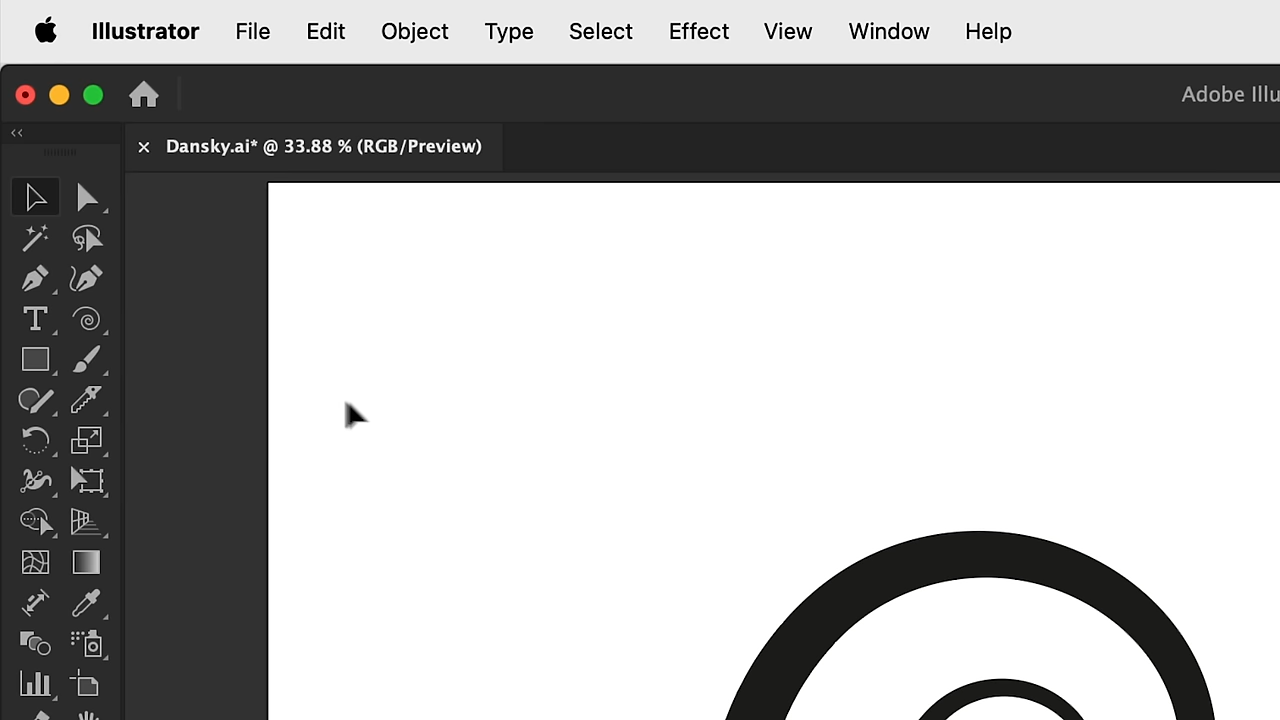 Illustrator File Edit Object Type Select Effect View Window Help
Adobe Illu
× Dansky.ai* @ 33.88 % (RGB/Preview)